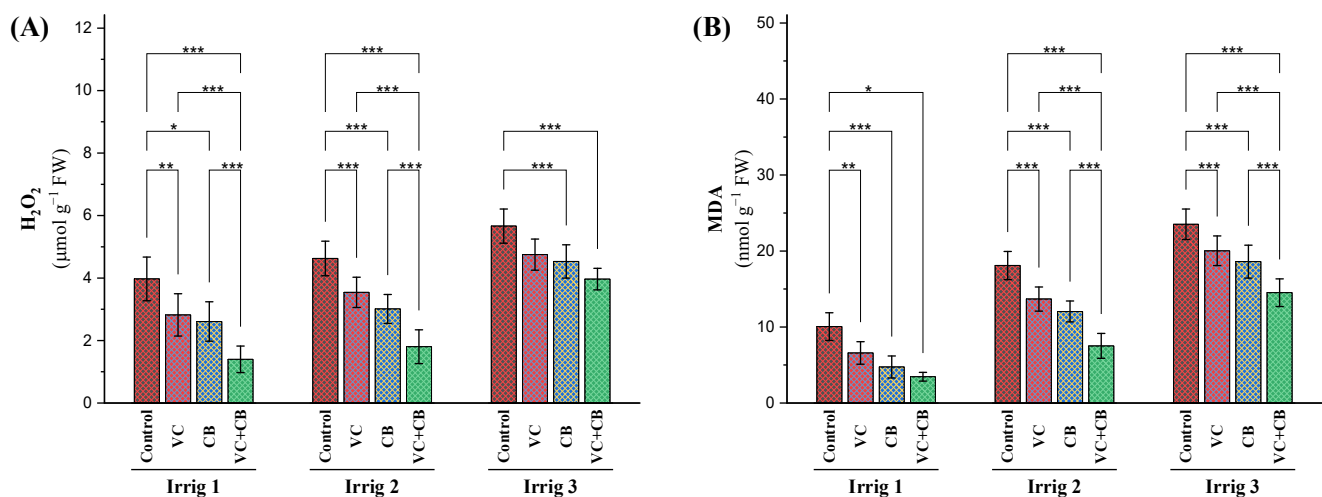 (A)
H₂O₂
(μmol g⁻¹ FW)
12
10
8
6
4
2
0
***
***
*
**
***
***
***
***
***
***
***
***
Control
VC
CB
VC+CB
Control
VC
CB
VC+CB
Control
VC
CB
VC+CB
Irrig 1
Irrig 2
Irrig 3
(B)
MDA
(nmol g⁻¹ FW)
50
40
30
20
10
0
*
***
**
***
***
***
***
***
***
***
***
***
***
Control
VC
CB
VC+CB
Control
VC
CB
VC+CB
Control
VC
CB
VC+CB
Irrig 1
Irrig 2
Irrig 3